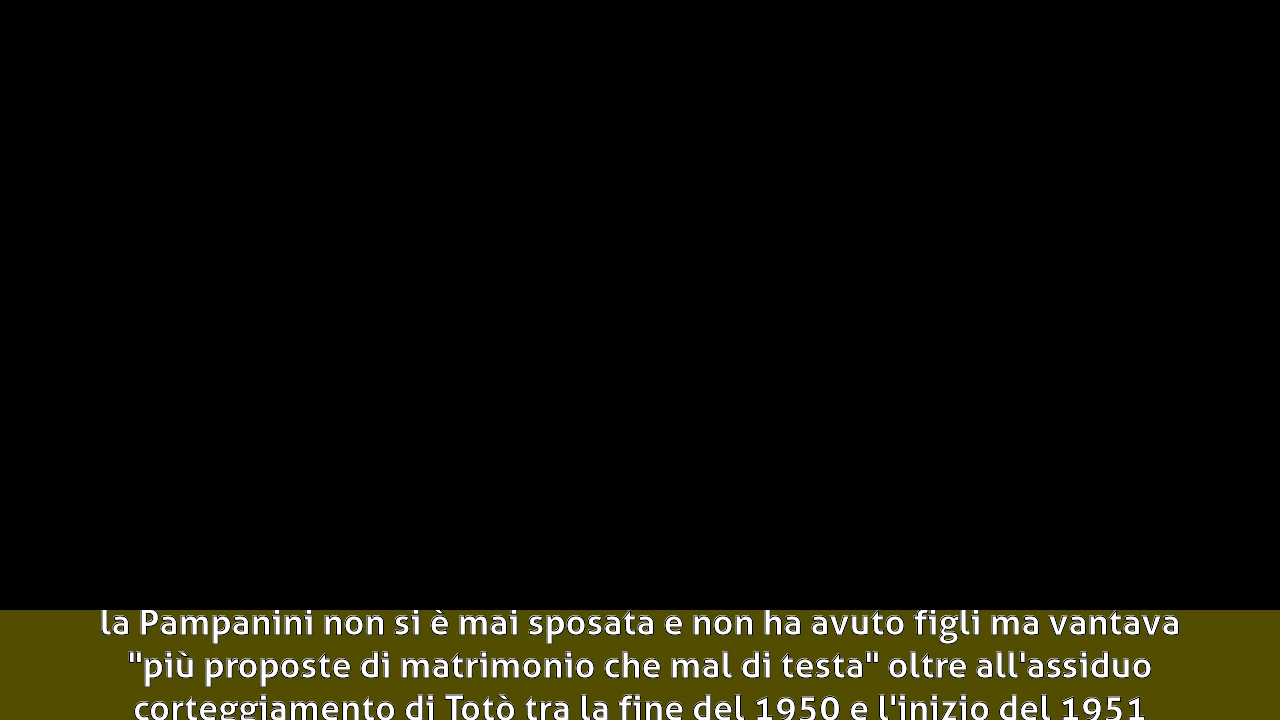 la Pampanini non si è mai sposata e non ha avuto figli ma vantava
"più proposte di matrimonio che mal di testa" oltre all'assiduo
corteggiamento di Totò tra la fine del 1950 e l'inizio del 1951